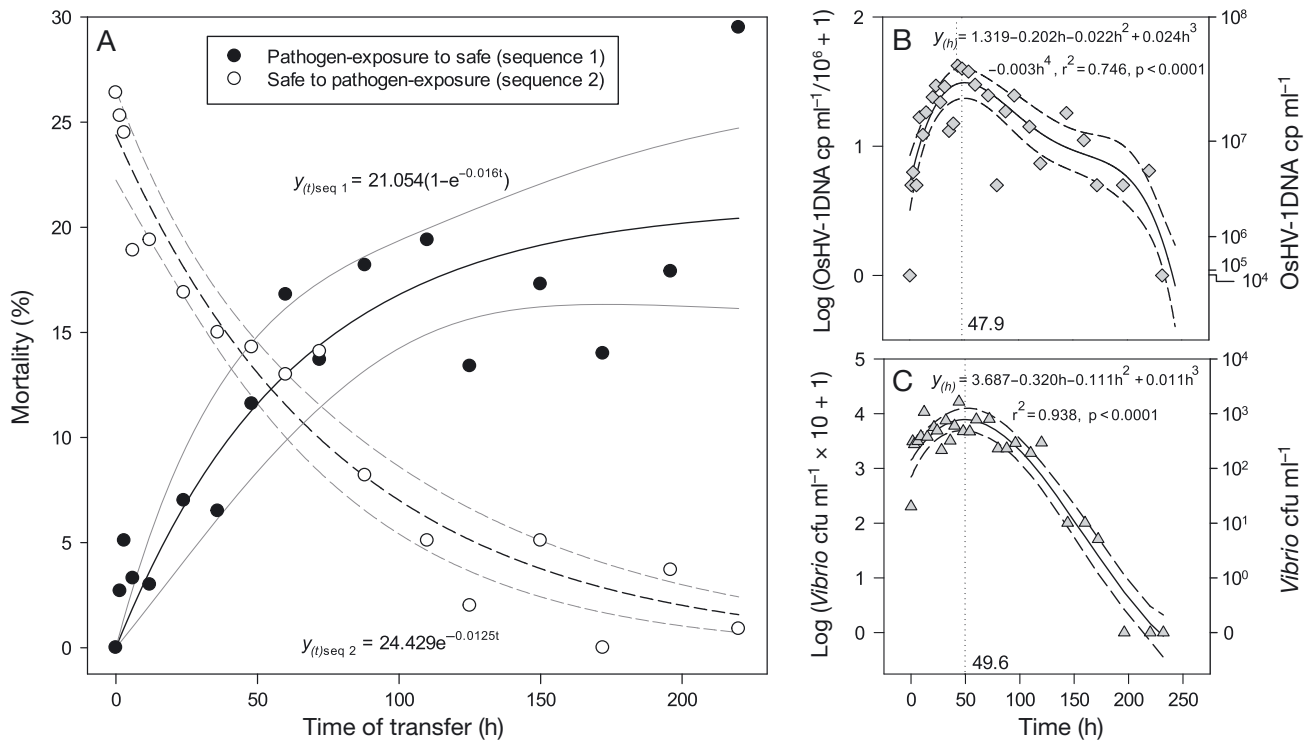 A
Pathogen-exposure to safe (sequence 1)
Safe to pathogen-exposure (sequence 2)
y(t)seq 1 = 21.054(1–e–0.016t)
y(t)seq 2 = 24.429e–0.0125t
Mortality (%)
30
25
20
15
10
5
0
0 50 100 150 200
Time of transfer (h)
B
y(h)= 1.319–0.202h–0.022h2 + 0.024h3
–0.003h4, r2 = 0.746, p < 0.0001
Log (OsHV-1DNA cp ml–1/106 + 1)
2
1
0
OsHV-1DNA cp ml–1
108
107
106
105
104
47.9
C
y(h)= 3.687–0.320h–0.111h2 + 0.011h3
r2 = 0.938, p < 0.0001
Log (Vibrio cfu ml–1 × 10 + 1)
5
4
3
2
1
0
Vibrio cfu ml–1
104
103
102
101
100
0
49.6
0 50 100 150 200 250
Time (h)